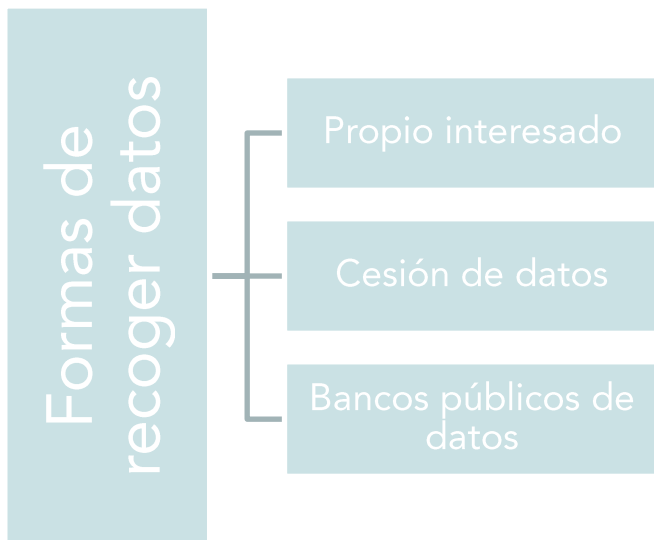 Formas de
recoger datos
Propio interesado
Cesión de datos
Bancos públicos de
datos